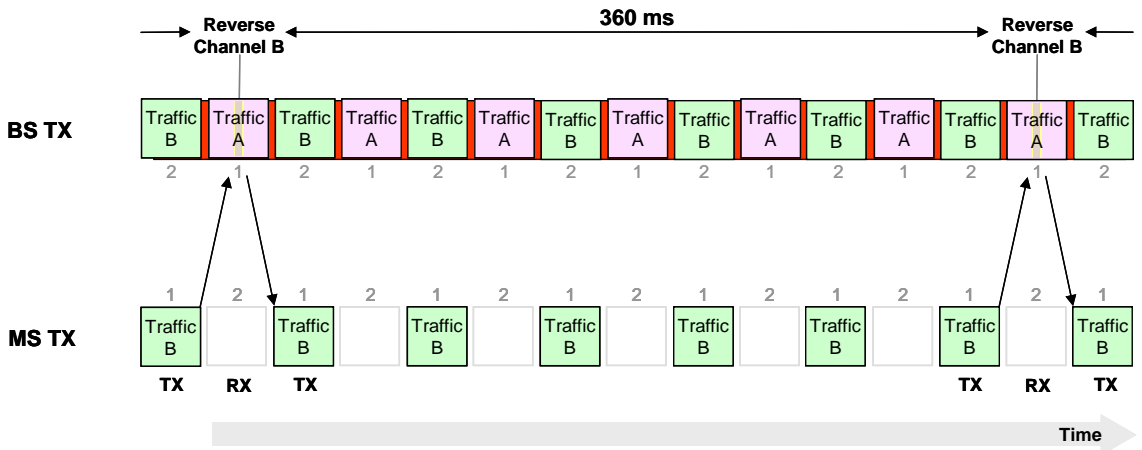 360 ms
Reverse
Channel B
Reverse
Channel B
BS TX
Traffic
B
Traffic
A
Traffic
B
Traffic
A
Traffic
B
Traffic
A
Traffic
B
Traffic
A
Traffic
B
Traffic
A
Traffic
B
Traffic
A
Traffic
B
Traffic
A
Traffic
B
2 1 2 1 2 1 2 1 2 1 2 1 2 1 2
1 2 1 2 1 2 1 2 1 2 1 2 1 2 1
MS TX
Traffic
B
Traffic
B
Traffic
B
Traffic
B
Traffic
B
Traffic
B
Traffic
B
Traffic
B
TX RX TX TX RX TX
Time